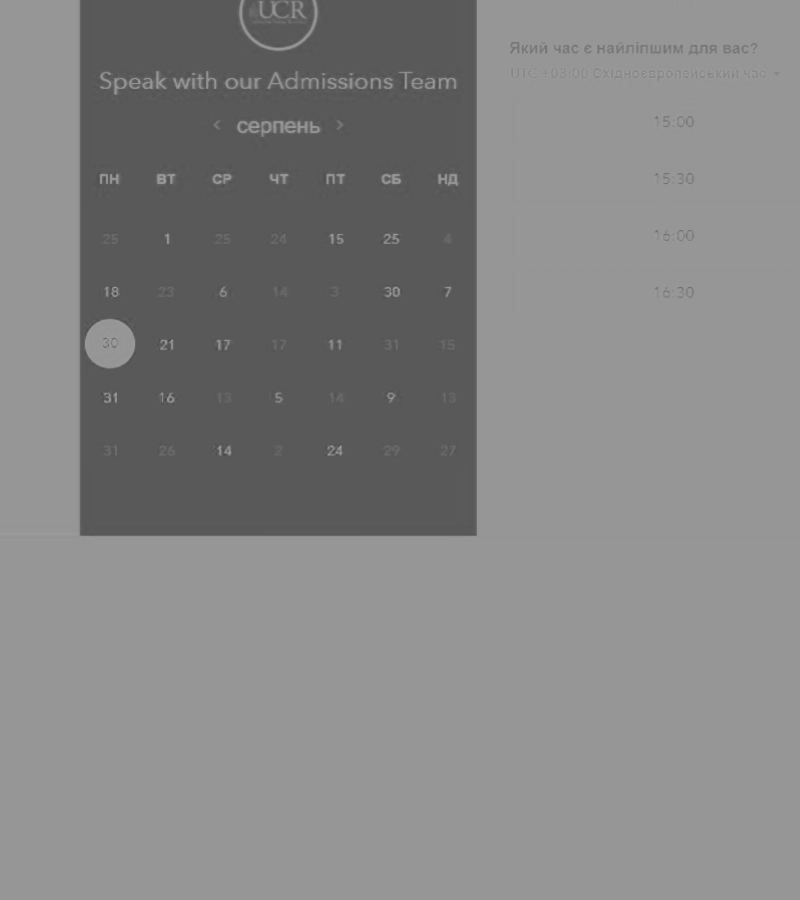 UCR
Speak with our Admissions Team
< серпень >
ПН ВТ СР ЧТ ПТ СБ НД
25 1 25 24 15 25 4
18 23 6 14 3 30 7
30 21 17 17 11 31 15
31 16 13 5 14 9 13
31 26 14 2 24 29 27
Який час є найліпшим для вас?
UTC +03:00 Східноєвропейський час
15:00
15:30
16:00
16:30